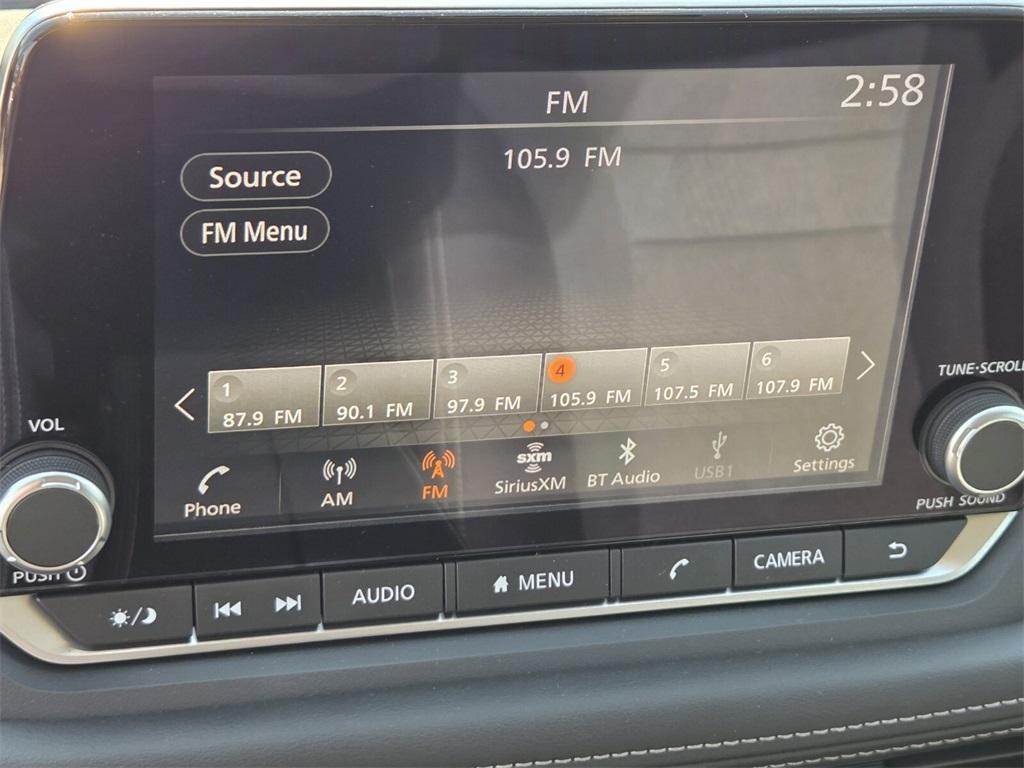 FM
2:58
105.9 FM
Source
FM Menu
1
87.9 FM
2
90.1 FM
3
97.9 FM
4
105.9 FM
5
107.5 FM
6
107.9 FM
Phone
AM
FM
sxm
SiriusXM
BT Audio
USB1
Settings
VOL
PUSH
TUNE•SCROLL
PUSH SOUND
AUDIO
MENU
CAMERA